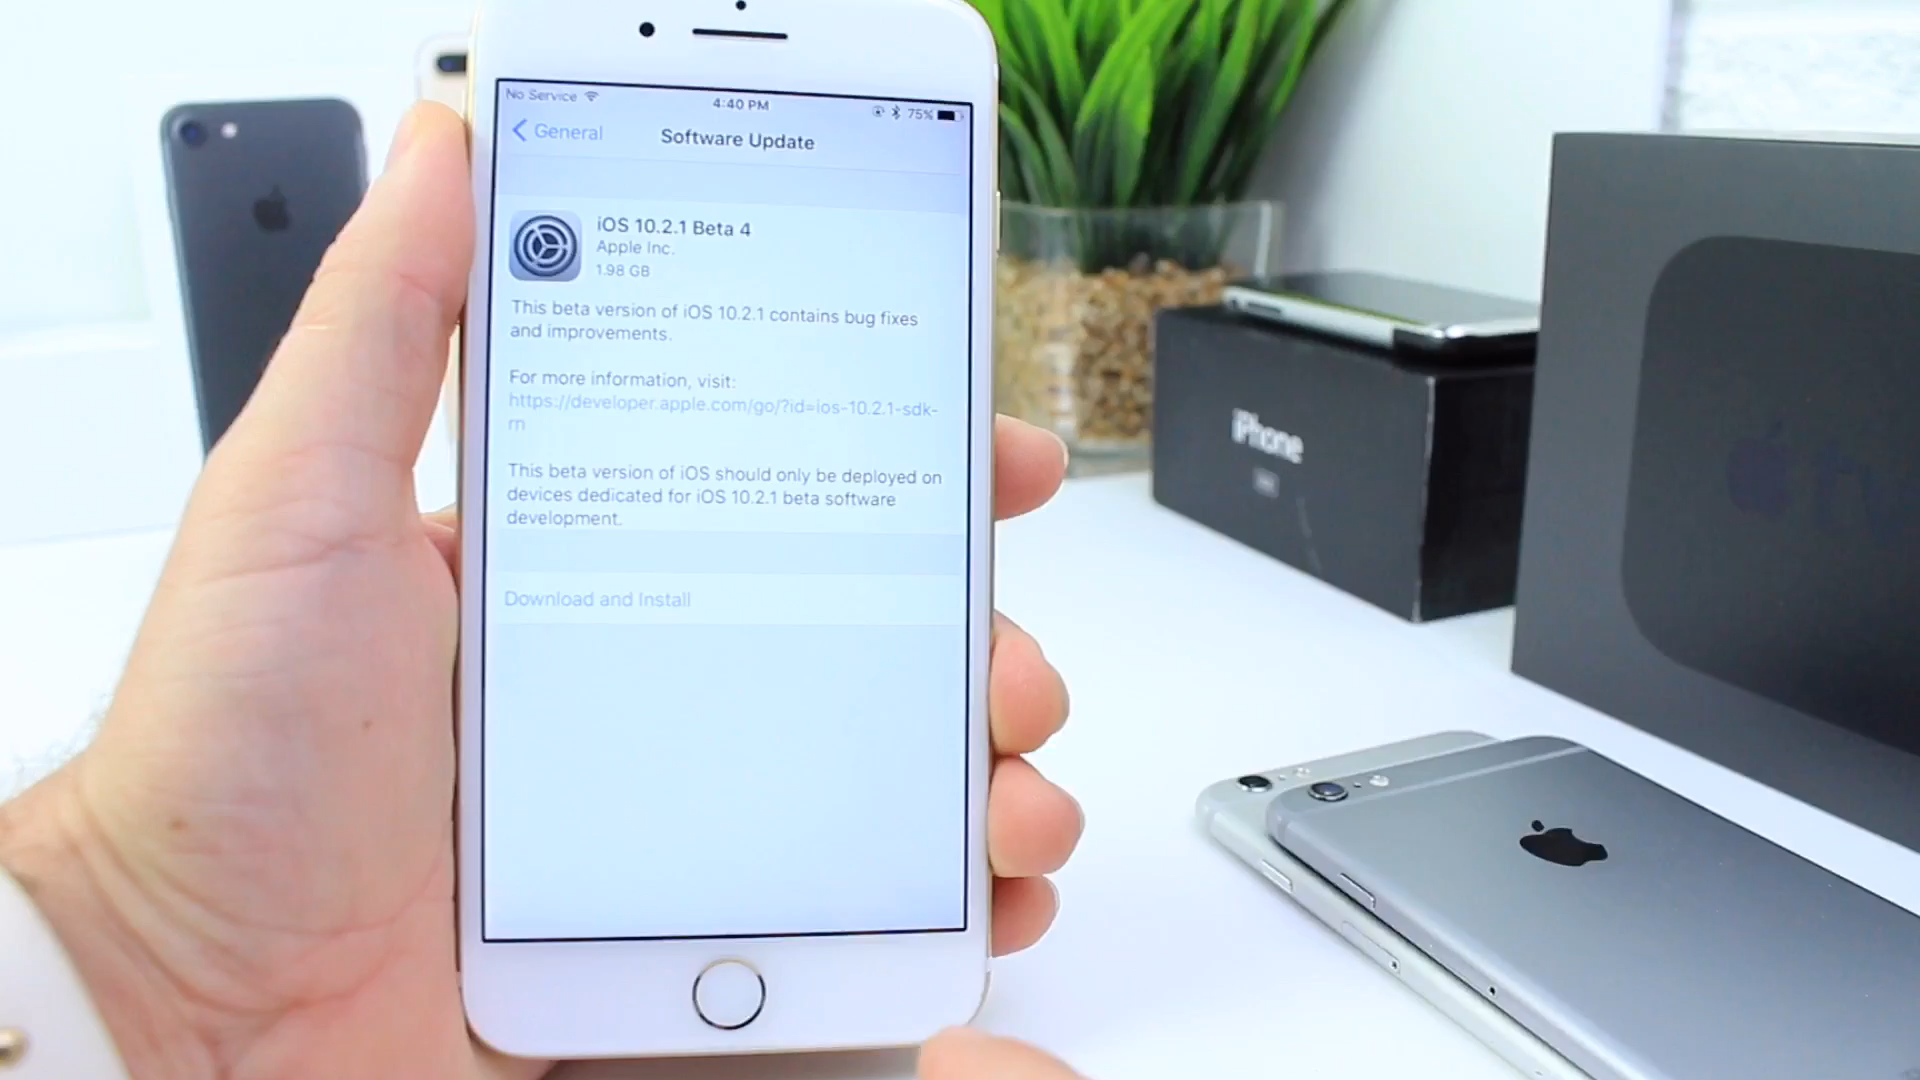 No Service
4:40 PM
75%
General
Software Update
iOS 10.2.1 Beta 4
Apple Inc.
1.98 GB
This beta version of iOS 10.2.1 contains bug fixes
and improvements.
For more information, visit:
https://developer.apple.com/go/?id=ios-10.2.1-sdk-
rn
This beta version of iOS should only be deployed on
devices dedicated for iOS 10.2.1 beta software
development.
Download and Install
iPhone